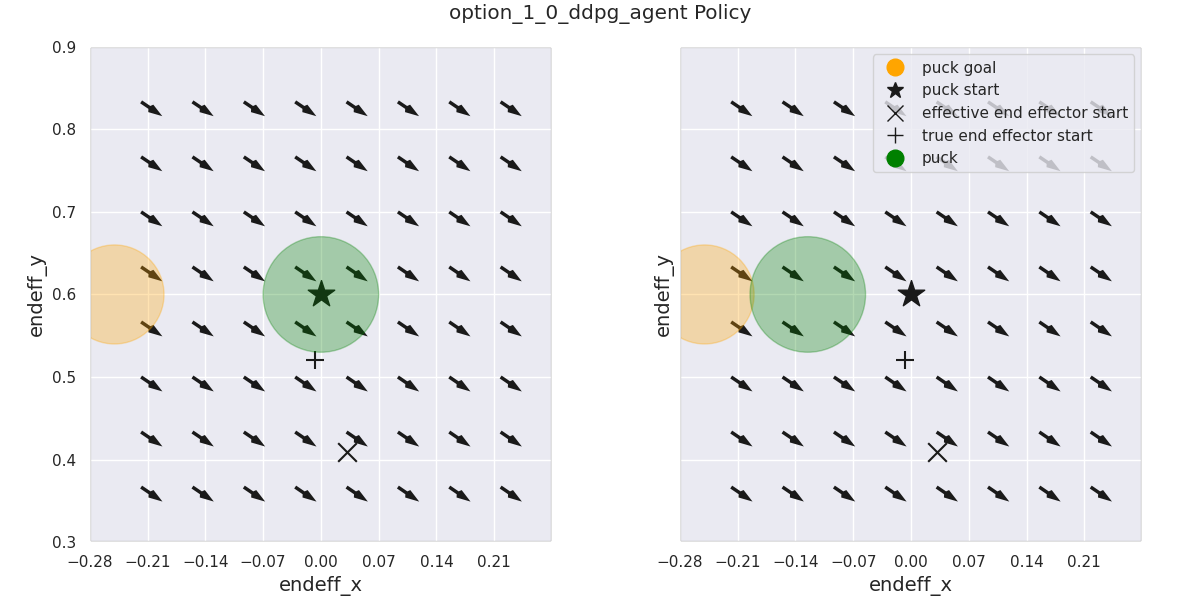 option_1_0_ddpg_agent Policy
0.9
0.8
0.7
0.6
0.5
0.4
0.3
endeff_y
−0.28 −0.21 −0.14 −0.07 0.00 0.07 0.14 0.21
endeff_x
puck goal
puck start
effective end effector start
true end effector start
puck
endeff_y
−0.28 −0.21 −0.14 −0.07 0.00 0.07 0.14 0.21
endeff_x